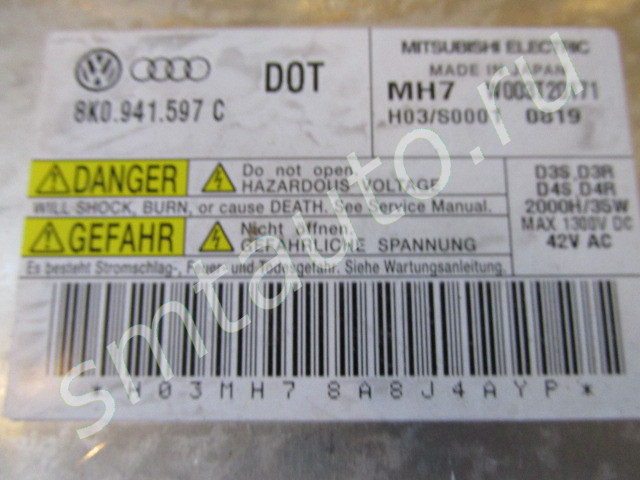 DOT
8K0.941.597 C
MITSUBISHI ELECTRIC
MADE IN JAPAN
MH7 W003T20171
H03/S0001 0819
DANGER
Do not open.
HAZARDOUS VOLTAGE
WILL SHOCK, BURN, or cause DEATH. See Service Manual.
GEFAHR
Nicht öffnen.
GEFÄHRLICHE SPANNUNG
Es besteht Stromschlag-, Feuer- und Todesgefahr. Siehe Wartungsanleitung.
D3S, D3R
D4S, D4R
2000H/35W
MAX 1300V DC
42V AC
*H03MH78A8J4AYP*
smtauto.ru